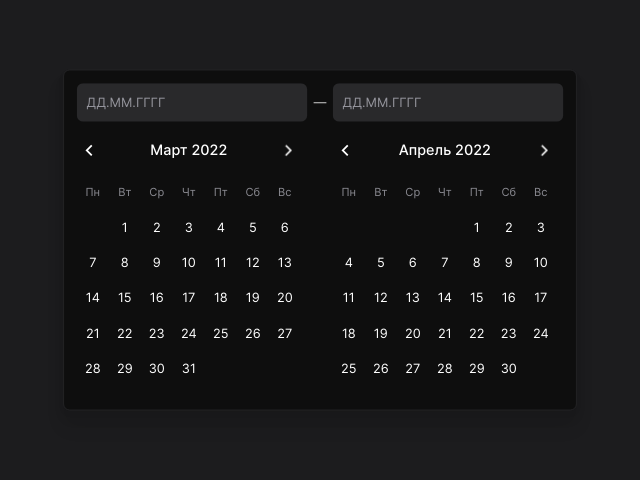 ДД.ММ.ГГГГ — ДД.ММ.ГГГГ
Март 2022
Пн Вт Ср Чт Пт Сб Вс
1 2 3 4 5 6
7 8 9 10 11 12 13
14 15 16 17 18 19 20
21 22 23 24 25 26 27
28 29 30 31
Апрель 2022
Пн Вт Ср Чт Пт Сб Вс
1 2 3
4 5 6 7 8 9 10
11 12 13 14 15 16 17
18 19 20 21 22 23 24
25 26 27 28 29 30